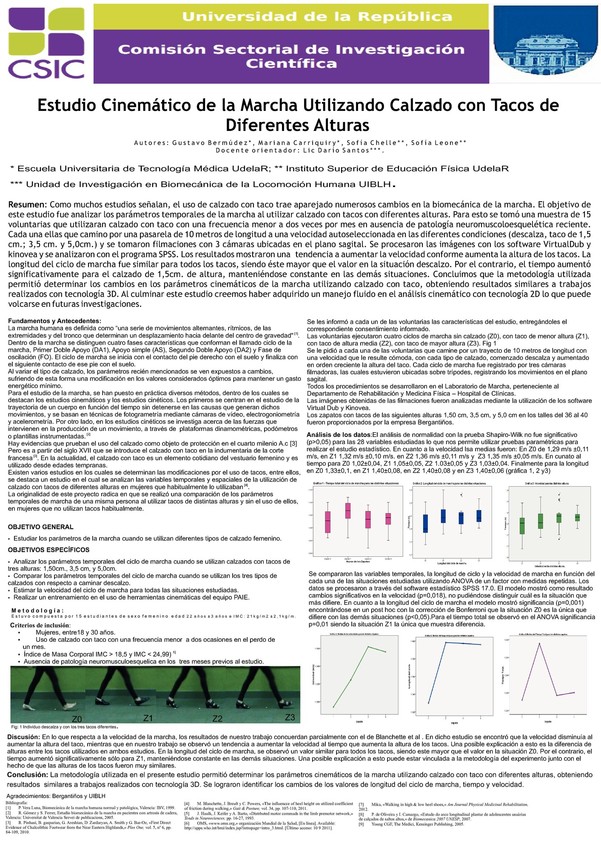 CSIC
Universidad de la República
Comisión Sectorial de Investigación
Científica
Estudio Cinemático de la Marcha Utilizando Calzado con Tacos de
Diferentes Alturas
Autores: Gustavo Bermúdez*, Mariana Carriquiry*, Sofía Chelle**, Sofía Leone**
Docente orientador: Lic Darío Santos***.
* Escuela Universitaria de Tecnología Médica UdelaR; ** Instituto Superior de Educación Física UdelaR
*** Unidad de Investigación en Biomecánica de la Locomoción Humana UIBLH.
Resumen: Como muchos estudios señalan, el uso de calzado con taco trae aparejado numerosos cambios en la biomecánica de la marcha. El objetivo de
este estudio fue analizar los parámetros temporales de la marcha al utilizar calzado con tacos con diferentes alturas. Para esto se tomó una muestra de 15
voluntarias que utilizaran calzado con taco con una frecuencia menor a dos veces por mes en ausencia de patología neuromusculoesquelética reciente.
Cada una ellas que camino por una pasarela de 10 metros de longitud a una velocidad autoseleccionada en las diferentes condiciones (descalza, taco de 1,5
cm.; 3,5 cm. y 5,0cm.) y se tomaron filmaciones con 3 cámaras ubicadas en el plano sagital. Se procesaron las imágenes con los software VirtualDub y
kinovea y se analizaron con el programa SPSS. Los resultados mostraron una tendencia a aumentar la velocidad conforme aumenta la altura de los tacos. La
longitud del ciclo de marcha fue similar para todos los tacos, siendo éste mayor que el valor en la situación descalzo. Por el contrario, el tiempo aumentó
significativamente para el calzado de 1,5cm. de altura, manteniéndose constante en las demás situaciones. Concluimos que la metodología utilizada
permitió determinar los cambios en los parámetros cinemáticos de la marcha utilizando calzado con taco, obteniendo resultados similares a trabajos
realizados con tecnología 3D. Al culminar este estudio creemos haber adquirido un manejo fluido en el análisis cinemático con tecnología 2D lo que puede
volcarse en futuras investigaciones.
Fundamentos y Antecedentes:
La marcha humana es definida como "una serie de movimientos alternantes, rítmicos, de las
extremidades y del tronco que determinan un desplazamiento hacia delante del centro de gravedad"
Dentro de la marcha se distinguen cuatro fases características que conforman el llamado ciclo de la
marcha, Primer Doble Apoyo (DA1), Apoyo simple (AS), Segundo Doble Apoyo (DA2) y Fase de
oscilación (FO). El ciclo de marcha se inicia con el contacto del pie derecho con el suelo y finaliza con
el siguiente contacto de ese pie con el suelo.
Al variar el tipo de calzado, los parámetros recién mencionados se ven expuestos a cambios,
sufriendo de esta forma una modificación en los valores considerados óptimos para mantener un gasto
energético mínimo.
Para el estudio de la marcha, se han puesto en práctica diversos métodos, dentro de los cuales se
destacan los estudios cinemáticos y los estudios cinéticos. Los primeros se centran en el estudio de la
trayectoria de un cuerpo en función del tiempo sin detenerse en las causas que generan dichos
movimientos, y se basan en técnicas de fotogrametría mediante cámaras de vídeo, electrogoniometría
y acelerometría. Por otro lado, en los estudios cinéticos se investiga acerca de las fuerzas que
intervienen en la producción de un movimiento, a través de plataformas dinamométricas, podómetros
o plantillas instrumentadas.
Hay evidencias que prueban el uso del calzado como objeto de protección en el cuarto milenio A.c [3]
Pero es a partir del siglo XVII que se introduce el calzado con taco en la indumentaria de la corte
francesa. En la actualidad, el calzado con taco es un elemento cotidiano del vestuario femenino y es
utilizado desde edades tempranas.
Existen varios estudios en los cuales se determinan las modificaciones por el uso de tacos, entre ellos,
se destaca un estudio en el cual se analizan las variables temporales y espaciales de la utilización de
calzado con tacos de diferentes alturas en mujeres que habitualmente lo utilizaban.
La originalidad de este proyecto radica en que se realizó una comparación de los parámetros
temporales de marcha de una misma persona al utilizar tacos de distintas alturas y sin el uso de ellos,
en mujeres que no utilizan tacos habitualmente.
OBJETIVO GENERAL
• Estudiar los parámetros de la marcha cuando se utilizan diferentes tipos de calzado femenino.
OBJETIVOS ESPECÍFICOS
• Analizar los parámetros temporales del ciclo de marcha cuando se utilizan calzados con tacos de
tres alturas: 1,50cm., 3,5 cm, y 5,0cm.
• Comparar los parámetros temporales del ciclo de marcha cuando se utilizan los tres tipos de
calzados con respecto a caminar descalzo.
• Estimar la velocidad del ciclo de marcha para todas las situaciones estudiadas.
• Realizar un entrenamiento en el uso de herramientas cinemáticas del equipo PAIE.
Metodología:
Estuvo compuesta por 15 estudiantes de sexo femenino edad 22 años ±3 años e IMC: 21kg/m2 ±2.1kg/m.
Criterios de inclusión:
• Mujeres, entre18 y 30 años.
• Uso de calzado con taco con una frecuencia menor a dos ocasiones en el perdo de
un mes.
• Índice de Masa Corporal IMC > 18,5 y IMC < 24,99)
• Ausencia de patología neuromusculoesquelica en los tres meses previos al estudio.
Z0 Z1 Z2 Z3
Fig: 1 Individuo descalza y con los tres tacos diferentes.
Se les informó a cada un de las voluntarias las características del estudio, entregándoles el
correspondiente consentimiento informado.
Las voluntarias ejecutaron cuatro ciclos de marcha sin calzado (Z0), con taco de menor altura (Z1),
con taco de altura media (Z2), con taco de mayor altura (Z3). Fig 1
Se le pidió a cada una de las voluntarias que camine por un trayecto de 10 metros de longitud con
una velocidad que le resulte cómoda, con cada tipo de calzado, comenzado descalza y aumentando
en orden creciente la altura del taco. Cada ciclo de marcha fue registrado por tres cámaras
filmadoras, las cuales estuvieron ubicadas sobre trípodes, registrando los movimientos en el plano
sagital.
Todos los procedimientos se desarrollaron en el Laboratorio de Marcha, perteneciente al
Departamento de Rehabilitación y Medicina Física – Hospital de Clínicas.
Las imágenes obtenidas de las filmaciones fueron analizadas mediante la utilización de los software
Virtual Dub y Kinovea.
Los zapatos con tacos de las siguientes alturas 1,50 cm, 3,5 cm, y 5,0 cm en los talles del 36 al 40
fueron proporcionados por la empresa Bergantiños.
Análisis de los datos:El análisis de normalidad con la prueba Shapiro-Wilk no fue significativo
(p>0,05) para las 28 variables estudiadas lo que nos permite utilizar pruebas paramétricas para
realizar el estudio estadístico. En cuanto a la velocidad lsa medias fueron: En Z0 fue 1,29 m/s ±0,11
m/s, en Z1 1,32 m/s ±0,10 m/s, en Z2 1,36 m/s ±0,11 m/s y Z3 1,35 m/s ±0,05 m/s. En cunato al
tiempo para Z0 1,02±0,04, Z1 1,05±0,05, Z2 1.03±0,05 y Z3 1,03±0,04. Finalmente para la longitud
en Z0 1,33±0,1, en Z1 1,40±0,08, en Z2 1,40±0,08 y en Z3 1,40±0,06 (gráfica 1, 2 y3)
Se compararon las variables temporales, la longitud de ciclo y la velocidad de marcha en función del
cada una de las situaciones estudiadas utilizando ANOVA de un factor con medidas repetidas. Los
datos se procesaron a través del software estadístico SPSS 17.0. El modelo mostró como resultado
cambios significativos en la velocidad (p=0,018), no pudiéndose distinguir cuál es la situación que
más difiere. En cuanto a la longitud de ciclo de marcha el modelo mostró significancia (p=0,001)
encontrándose en un post hoc con la corrección de Bonferroni que la situación Z0 es la única que
difiere con las demás situaciones (p<0,05).Para el tiempo total se observó en el ANOVA significancia
p=0,01 siendo la situación Z1 la única que muestra diferencia.
Discusión: En lo que respecta a la velocidad de marcha, los resultados de nuestro trabajo concuerdan parcialmente con el de Blanchette et al . En dicho estudio se encontró que la velocidad disminuía al
aumentar la altura del taco, mientras que en nuestro trabajo se observó un tendencia a aumentar la velocidad al tiempo que aumenta la altura de los tacos. Una posible explicación a esto es la diferencia de
alturas entre los tacos utilizados en ambos estudios. En la longitud del ciclo de marcha, se observó un valor similar para todos los tacos, siendo este mayor que el valor en la situación Z0. Por el contrario, el
tiempo aumentó significativamente sólo para Z1, manteniéndose constante en las demás situaciones. Una posible explicación a esto puede estar vinculada a la metodología del experimento junto con el
hecho de que las alturas de los tacos fueron muy similares.
Conclusión: La metodología utilizada en el presente estudio permitió determinar los parámetros cinemáticos de la marcha utilizando calzado con taco con diferentes alturas, obteniendo
resultados similares a trabajos realizados con tecnología 3D. Se lograron identificar los cambios de los valores de longitud del ciclo de marcha, tiempo y velocidad.
Agradecimientos: Bergantiños y UIBLH